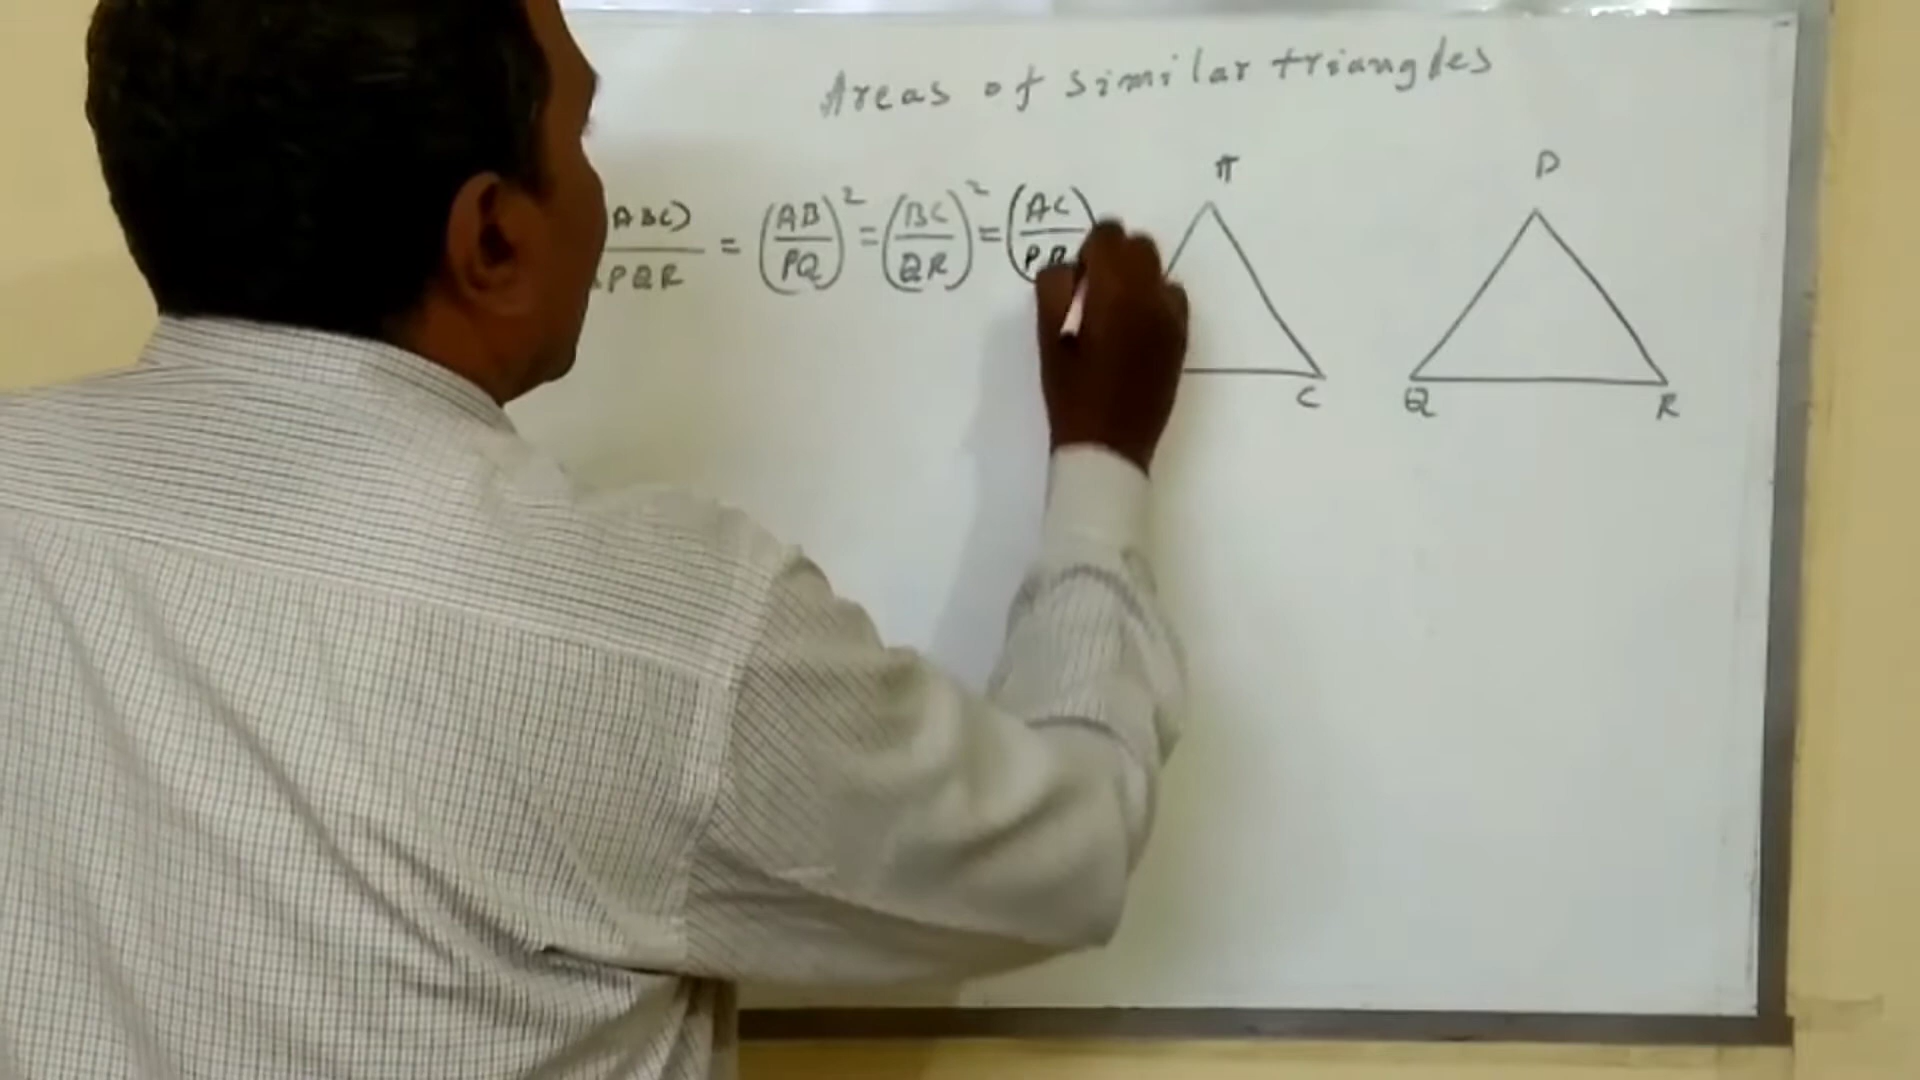 Areas of similar triangles
A P
ABC) / PQR = (AB/PQ)² = (BC/QR)² = (AC/PR
C Q R